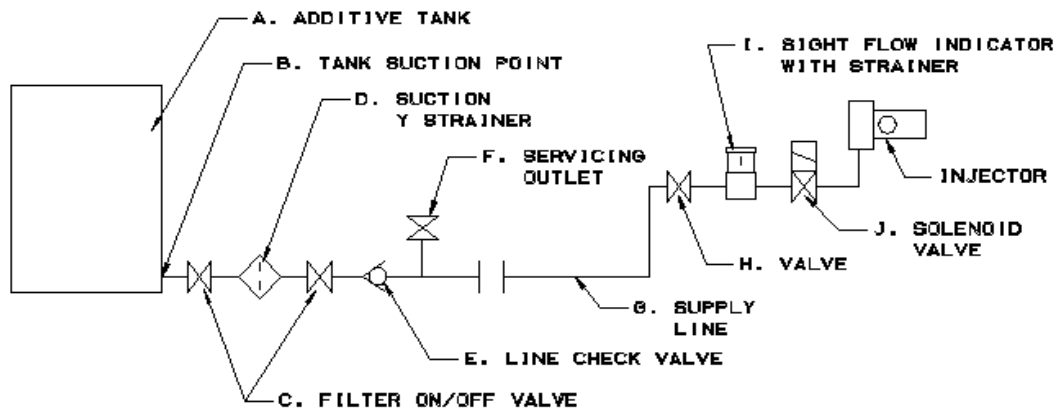 A. ADDITIVE TANK
B. TANK SUCTION POINT
D. SUCTION
Y STRAINER
F. SERVICING
OUTLET
I. SIGHT FLOW INDICATOR
WITH STRAINER
INJECTOR
J. SOLENOID
VALVE
H. VALVE
G. SUPPLY
LINE
E. LINE CHECK VALVE
C. FILTER ON/OFF VALVE